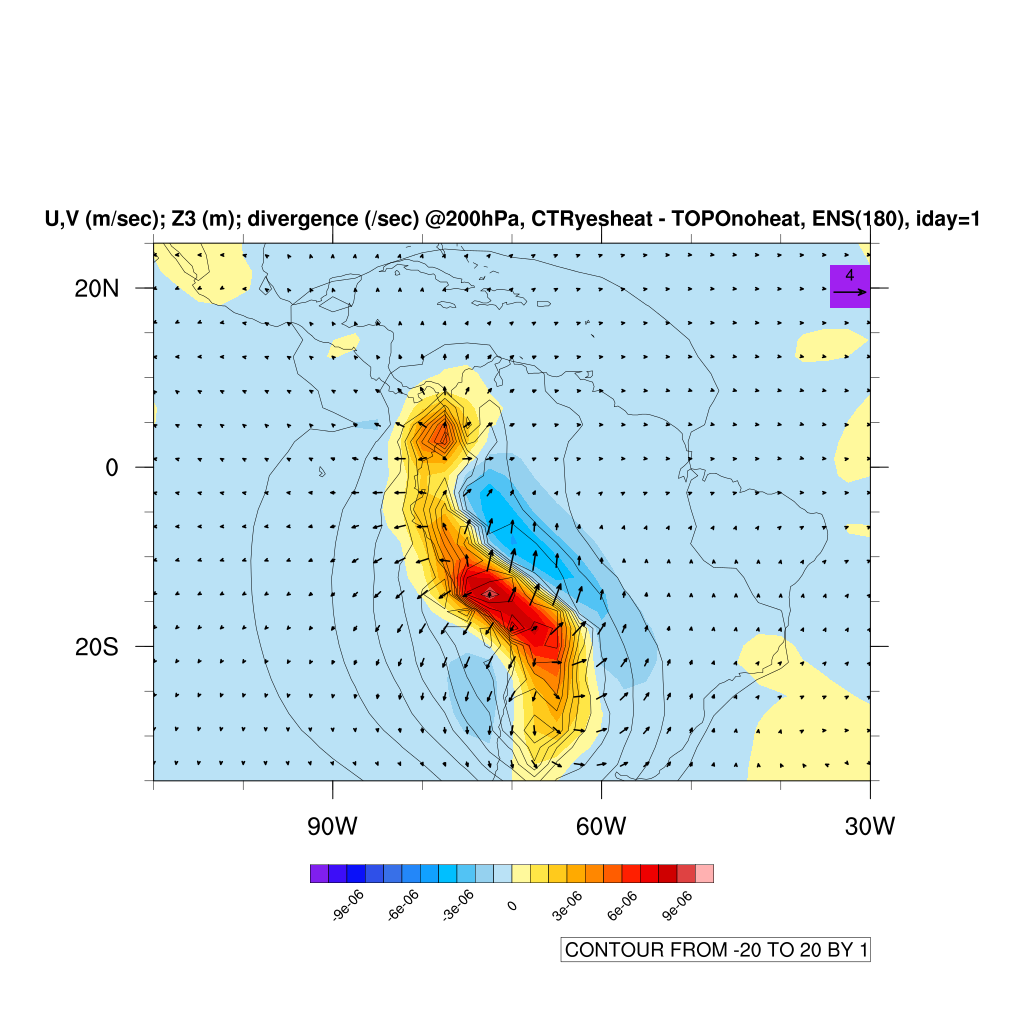 U,V (m/sec); Z3 (m); divergence (/sec) @200hPa, CTRyesheat - TOPOnoheat, ENS(180), iday=1
4
20N
0
20S
90W 60W 30W
-9e-06 -6e-06 -3e-06 0 3e-06 6e-06 9e-06
CONTOUR FROM -20 TO 20 BY 1